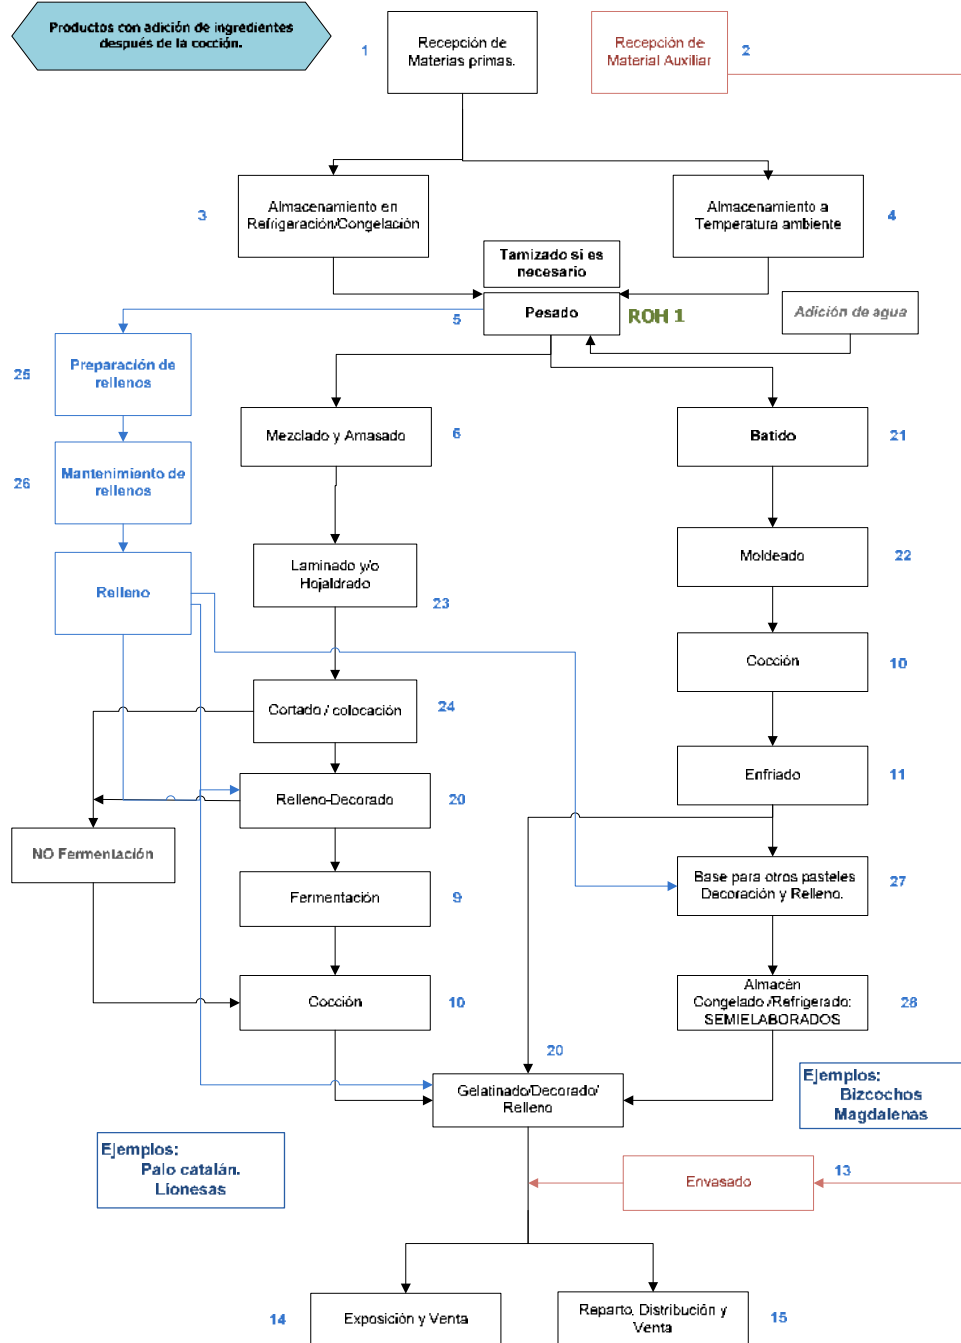 Productos con adición de ingredientes
después de la cocción.
1
Recepción de
Materias primas.
Recepción de
Material Auxiliar
2
3
Almacenamiento en
Refrigeración/Congelación
Almacenamiento a
Temperatura ambiente
4
Tamizado si es
necesario
5
Pesado
ROH 1
Adición de agua
25
Preparación de
rellenos
Mezclado y Amasado
6
Batido
21
26
Mantenimiento de
rellenos
Relleno
Laminado y/o
Hojaldrado
23
Moldeado
22
Cocción
10
Cortado / colocación
24
Enfriado
11
Relleno-Decorado
20
NO Fermentación
Fermentación
9
Base para otros pasteles
Decoración y Relleno.
27
Cocción
10
Almacén
Congelado /Refrigerado:
SEMIELABORADOS
28
20
Gelatinado/Decorado/
Relleno
Ejemplos:
Bizcochos
Magdalenas
Ejemplos:
Palo catalán.
Lionesas
Envasado
13
14
Exposición y Venta
Reparto, Distribución y
Venta
15